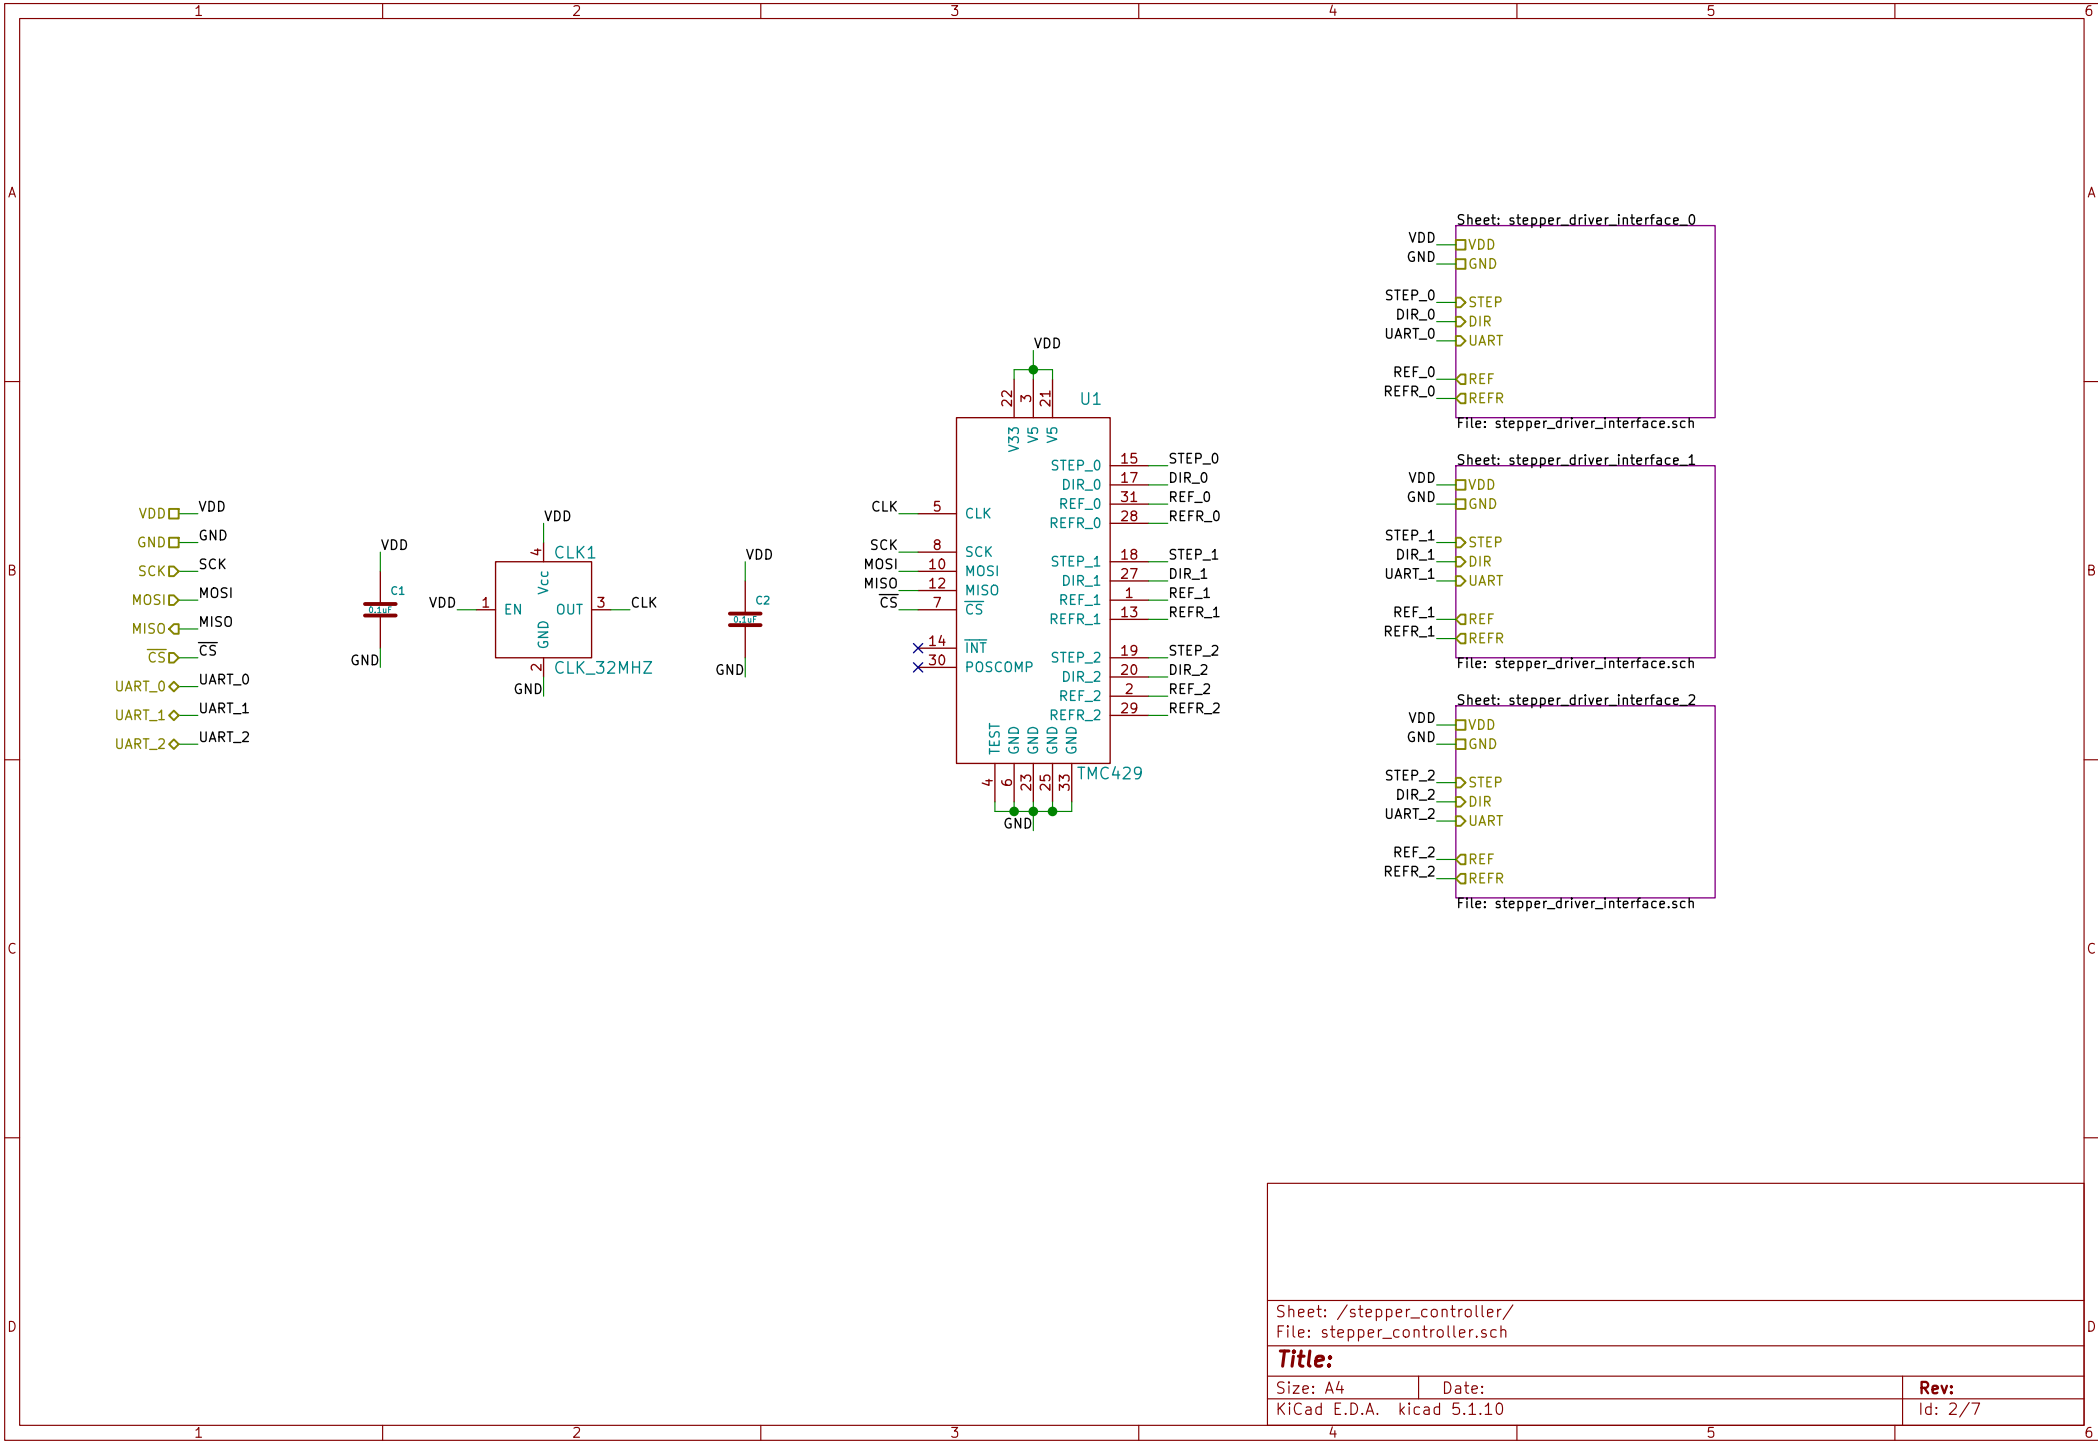 1 2 3 4 5 6
A A
B B
C C
D D
VDD VDD
GND GND
SCK SCK
MOSI MOSI
MISO MISO
CS CS
UART_0 UART_0
UART_1 UART_1
UART_2 UART_2
VDD
C1
0.1uF
GND
VDD
4 CLK1
Vcc
VDD 1 EN OUT 3 CLK
GND
2 CLK_32MHZ
GND
VDD
C2
0.1uF
GND
VDD
22 3 21 U1
V33 V5 V5
CLK 5 CLK
SCK 8 SCK
MOSI 10 MOSI
MISO 12 MISO
CS 7 CS
14 INT
30 POSCOMP
STEP_0 15 STEP_0
DIR_0 17 DIR_0
REF_0 31 REF_0
REFR_0 28 REFR_0
STEP_1 18 STEP_1
DIR_1 27 DIR_1
REF_1 1 REF_1
REFR_1 13 REFR_1
STEP_2 19 STEP_2
DIR_2 20 DIR_2
REF_2 2 REF_2
REFR_2 29 REFR_2
TEST GND GND GND GND
4 6 23 25 33 TMC429
GND
Sheet: stepper_driver_interface_0
VDD VDD
GND GND
STEP_0 STEP
DIR_0 DIR
UART_0 UART
REF_0 REF
REFR_0 REFR
File: stepper_driver_interface.sch
Sheet: stepper_driver_interface_1
VDD VDD
GND GND
STEP_1 STEP
DIR_1 DIR
UART_1 UART
REF_1 REF
REFR_1 REFR
File: stepper_driver_interface.sch
Sheet: stepper_driver_interface_2
VDD VDD
GND GND
STEP_2 STEP
DIR_2 DIR
UART_2 UART
REF_2 REF
REFR_2 REFR
File: stepper_driver_interface.sch
Sheet: /stepper_controller/
File: stepper_controller.sch
Title:
Size: A4 Date: Rev:
KiCad E.D.A. kicad 5.1.10 Id: 2/7
1 2 3 4 5 6